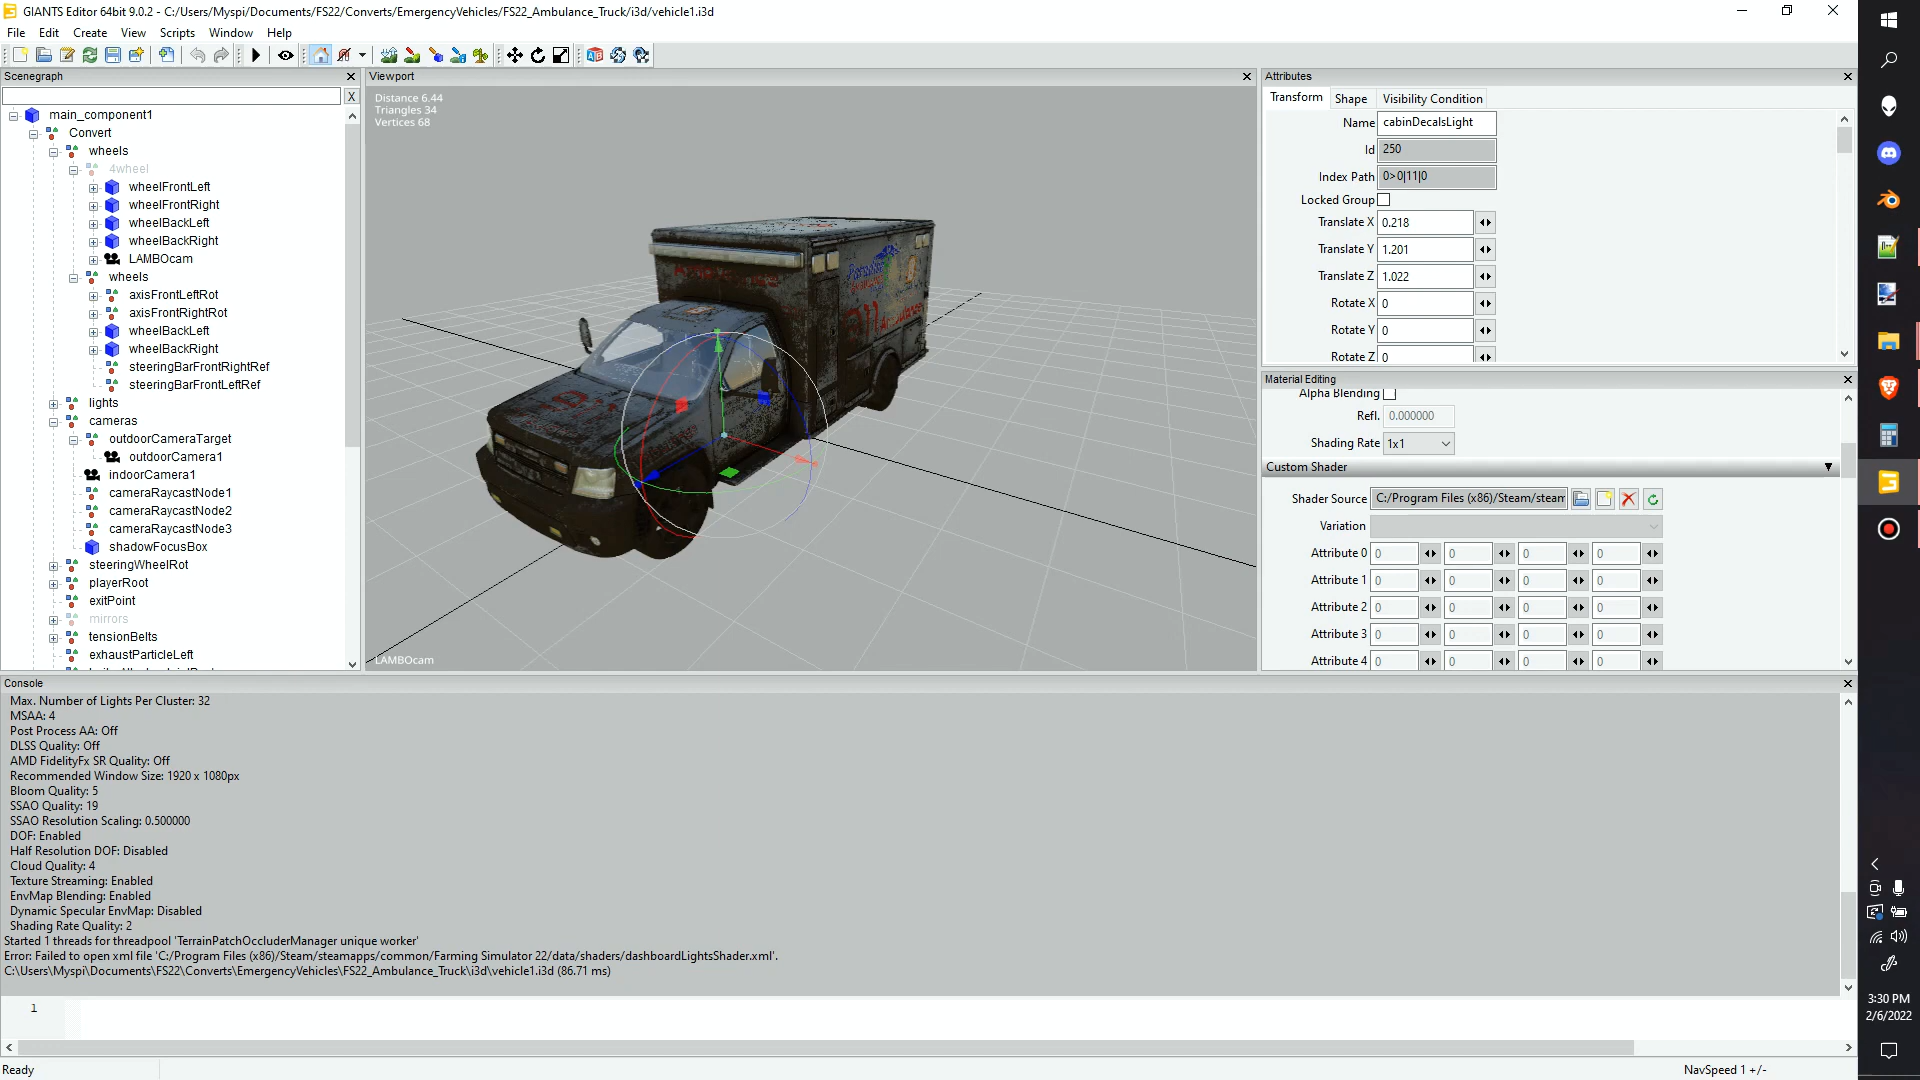 GIANTS Editor 64bit 9.0.2 - C:/Users/Myspi/Documents/FS22/Converts/EmergencyVehicles/FS22_Ambulance_Truck/i3d/vehicle1.i3d
File Edit Create View Scripts Window Help
Scenegraph
X
main_component1
Convert
wheels
4wheel
wheelFrontLeft
wheelFrontRight
wheelBackLeft
wheelBackRight
LAMBOcam
wheels
axisFrontLeftRot
axisFrontRightRot
wheelBackLeft
wheelBackRight
steeringBarFrontRightRef
steeringBarFrontLeftRef
lights
cameras
outdoorCameraTarget
outdoorCamera1
indoorCamera1
cameraRaycastNode1
cameraRaycastNode2
cameraRaycastNode3
shadowFocusBox
steeringWheelRot
playerRoot
exitPoint
mirrors
tensionBelts
exhaustParticleLeft
Viewport
Distance 6.44
Triangles 34
Vertices 68
911
LAMBOcam
Attributes
Transform Shape Visibility Condition
Name cabinDecalsLight
Id 250
Index Path 0>0|11|0
Locked Group
Translate X 0.218
Translate Y 1.201
Translate Z 1.022
Rotate X 0
Rotate Y 0
Rotate Z 0
Material Editing
Alpha Blending
Refl. 0.000000
Shading Rate 1x1
Custom Shader
Shader Source C:/Program Files (x86)/Steam/steam
Variation
Attribute 0 0 0 0 0
Attribute 1 0 0 0 0
Attribute 2 0 0 0 0
Attribute 3 0 0 0 0
Attribute 4 0 0 0 0
Console
Max. Number of Lights Per Cluster: 32
MSAA: 4
Post Process AA: Off
DLSS Quality: Off
AMD FidelityFx SR Quality: Off
Recommended Window Size: 1920 x 1080px
Bloom Quality: 5
SSAO Quality: 19
SSAO Resolution Scaling: 0.500000
DOF: Enabled
Half Resolution DOF: Disabled
Cloud Quality: 4
Texture Streaming: Enabled
EnvMap Blending: Enabled
Dynamic Specular EnvMap: Disabled
Shading Rate Quality: 2
Started 1 threads for threadpool 'TerrainPatchOccluderManager unique worker'
Error: Failed to open xml file 'C:/Program Files (x86)/Steam/steamapps/common/Farming Simulator 22/data/shaders/dashboardLightsShader.xml'.
C:\Users\Myspi\Documents\FS22\Converts\EmergencyVehicles\FS22_Ambulance_Truck\i3d\vehicle1.i3d (86.71 ms)
1
Ready
NavSpeed 1 +/-
3:30 PM
2/6/2022